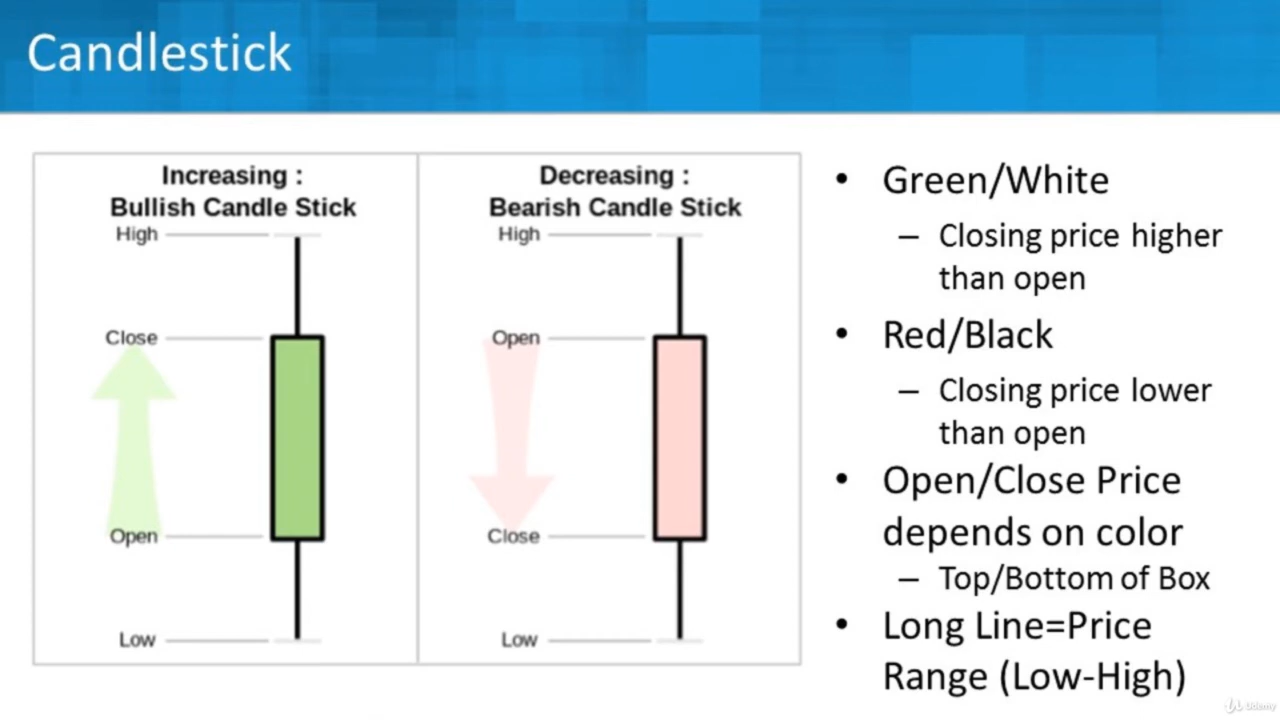 Candlestick
Increasing :
Bullish Candle Stick
High
Close
Open
Low
Decreasing :
Bearish Candle Stick
High
Open
Close
Low
• Green/White
– Closing price higher
than open
• Red/Black
– Closing price lower
than open
• Open/Close Price
depends on color
– Top/Bottom of Box
• Long Line=Price
Range (Low-High)
Udemy